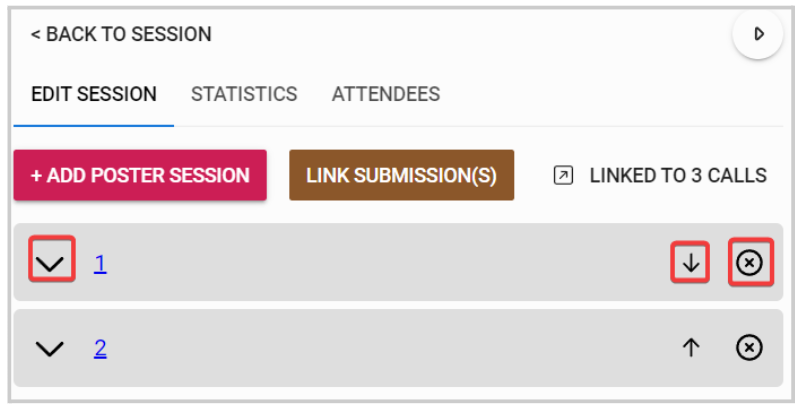 < BACK TO SESSION
EDIT SESSION STATISTICS ATTENDEES
+ ADD POSTER SESSION LINK SUBMISSION(S) LINKED TO 3 CALLS
1
2